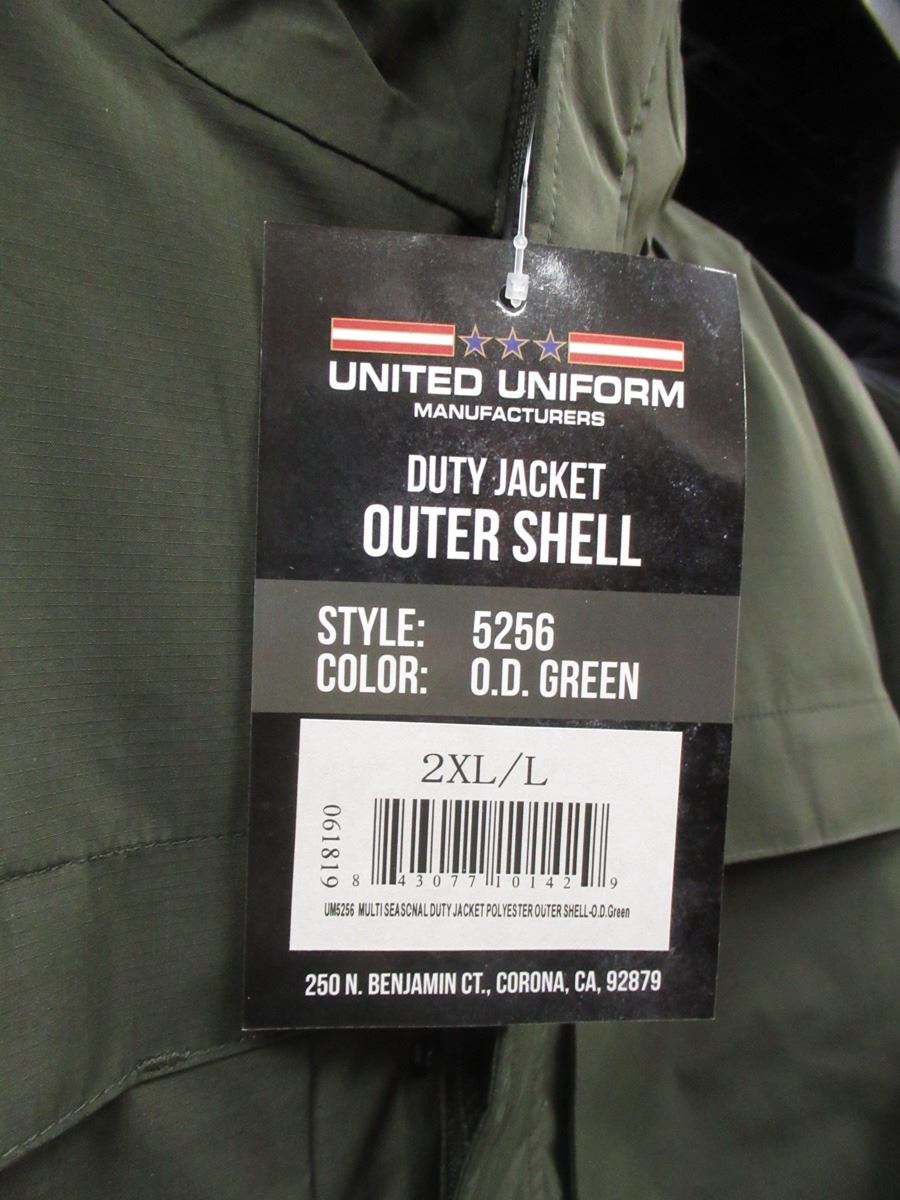 UNITED UNIFORM
MANUFACTURERS
DUTY JACKET
OUTER SHELL
STYLE: 5256
COLOR: O.D. GREEN
2XL/L
061819
8 43077 10142 9
UM5256 MULTI SEASONAL DUTY JACKET POLYESTER OUTER SHELL-O.D.Green
250 N. BENJAMIN CT., CORONA, CA, 92879